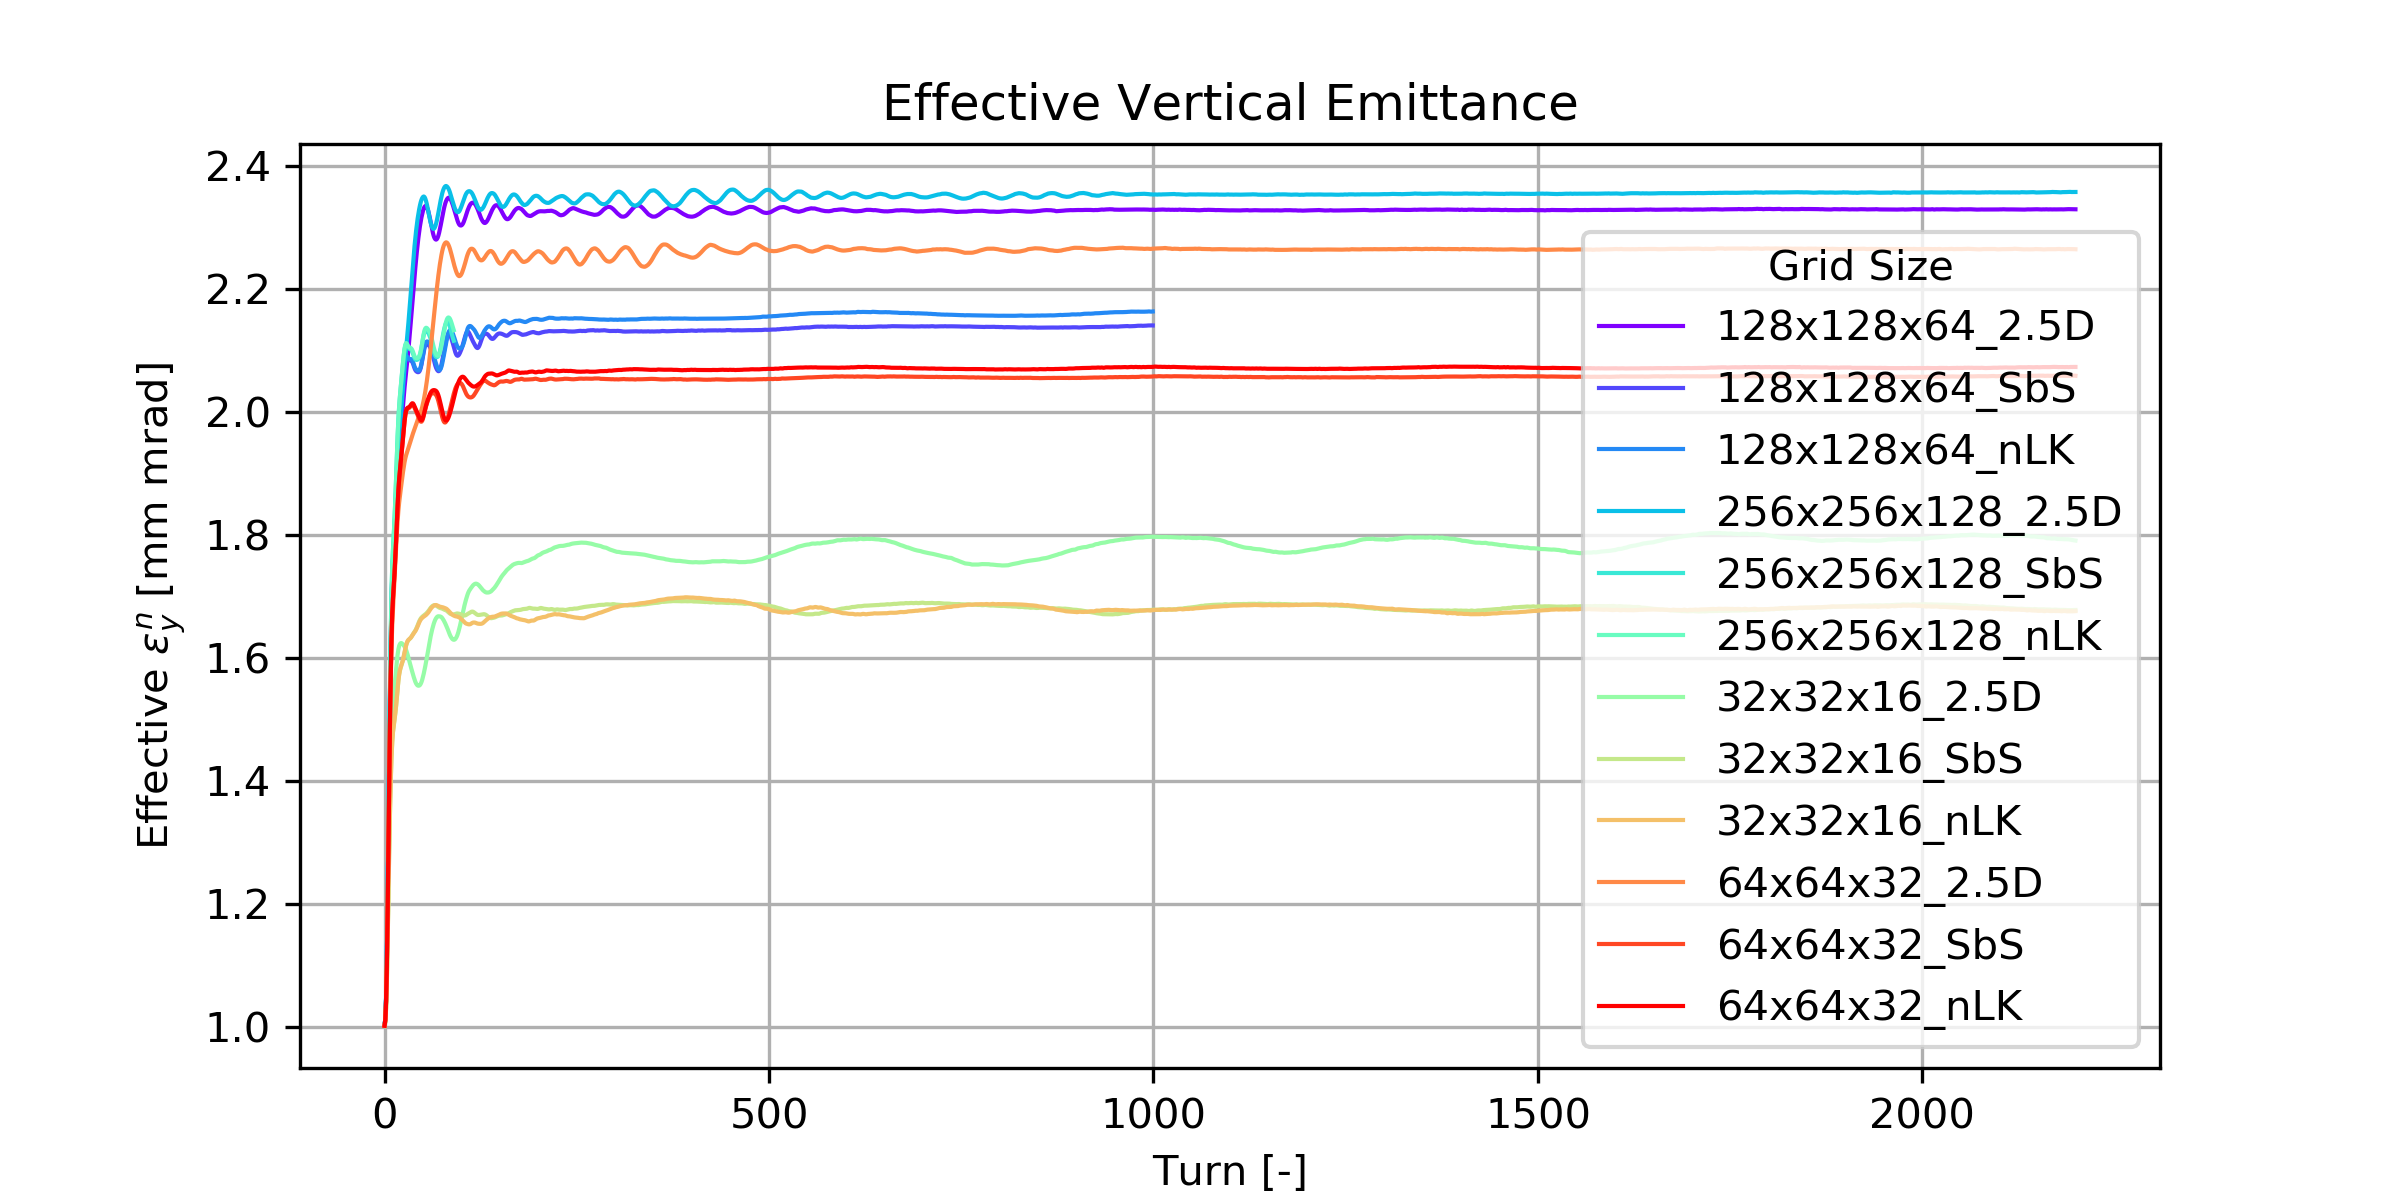 Effective Vertical Emittance
Effective ε_y^n [mm mrad]
2.4
2.2
2.0
1.8
1.6
1.4
1.2
1.0
Grid Size
128x128x64_2.5D
128x128x64_SbS
128x128x64_nLK
256x256x128_2.5D
256x256x128_SbS
256x256x128_nLK
32x32x16_2.5D
32x32x16_SbS
32x32x16_nLK
64x64x32_2.5D
64x64x32_SbS
64x64x32_nLK
0 500 1000 1500 2000
Turn [-]